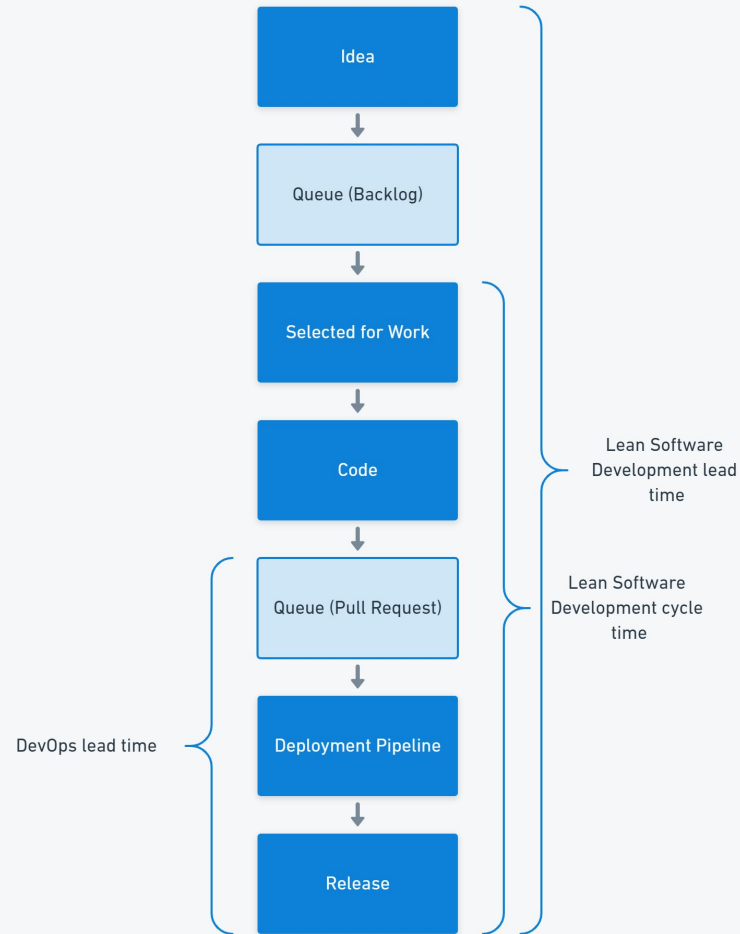 Idea
Queue (Backlog)
Selected for Work
Code
Lean Software
Development lead
time
Queue (Pull Request)
Lean Software
Development cycle
time
DevOps lead time
Deployment Pipeline
Release